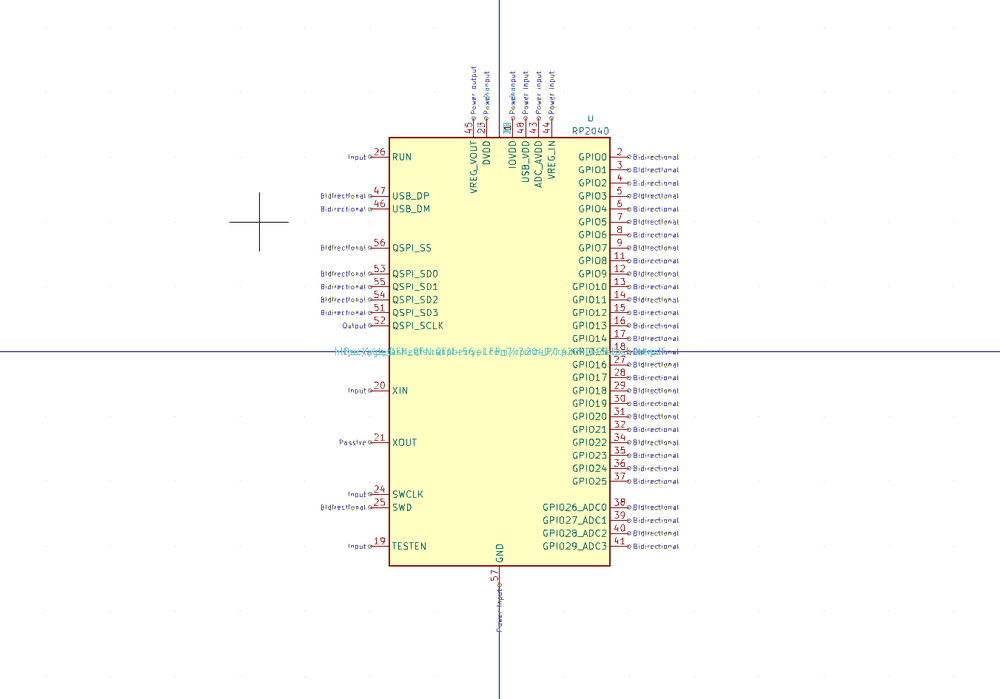 U
RP2040
Power output
Power input
Power input
Power input
Power input
45
23
48
43
44
VREG_VOUT
DVDD
IOVDD
USB_VDD
ADC_AVDD
VREG_IN
Input 26 RUN
Bidirectional 47 USB_DP
Bidirectional 46 USB_DM
Bidirectional 56 QSPI_SS
Bidirectional 53 QSPI_SD0
Bidirectional 55 QSPI_SD1
Bidirectional 54 QSPI_SD2
Bidirectional 51 QSPI_SD3
Output 52 QSPI_SCLK
Input 20 XIN
Passive 21 XOUT
Input 24 SWCLK
Bidirectional 25 SWD
Input 19 TESTEN
GPIO0 2 Bidirectional
GPIO1 3 Bidirectional
GPIO2 4 Bidirectional
GPIO3 5 Bidirectional
GPIO4 6 Bidirectional
GPIO5 7 Bidirectional
GPIO6 8 Bidirectional
GPIO7 9 Bidirectional
GPIO8 11 Bidirectional
GPIO9 12 Bidirectional
GPIO10 13 Bidirectional
GPIO11 14 Bidirectional
GPIO12 15 Bidirectional
GPIO13 16 Bidirectional
GPIO14 17 Bidirectional
18
GPIO16 27 Bidirectional
GPIO17 28 Bidirectional
GPIO18 29 Bidirectional
GPIO19 30 Bidirectional
GPIO20 31 Bidirectional
GPIO21 32 Bidirectional
GPIO22 34 Bidirectional
GPIO23 35 Bidirectional
GPIO24 36 Bidirectional
GPIO25 37 Bidirectional
GPIO26_ADC0 38 Bidirectional
GPIO27_ADC1 39 Bidirectional
GPIO28_ADC2 40 Bidirectional
GPIO29_ADC3 41 Bidirectional
GND
57
Power input